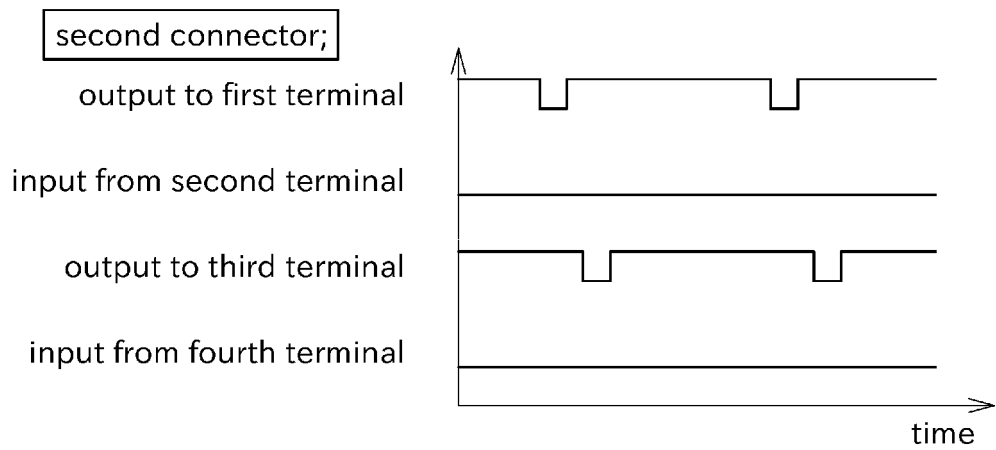 second connector;
output to first terminal
input from second terminal
output to third terminal
input from fourth terminal
time